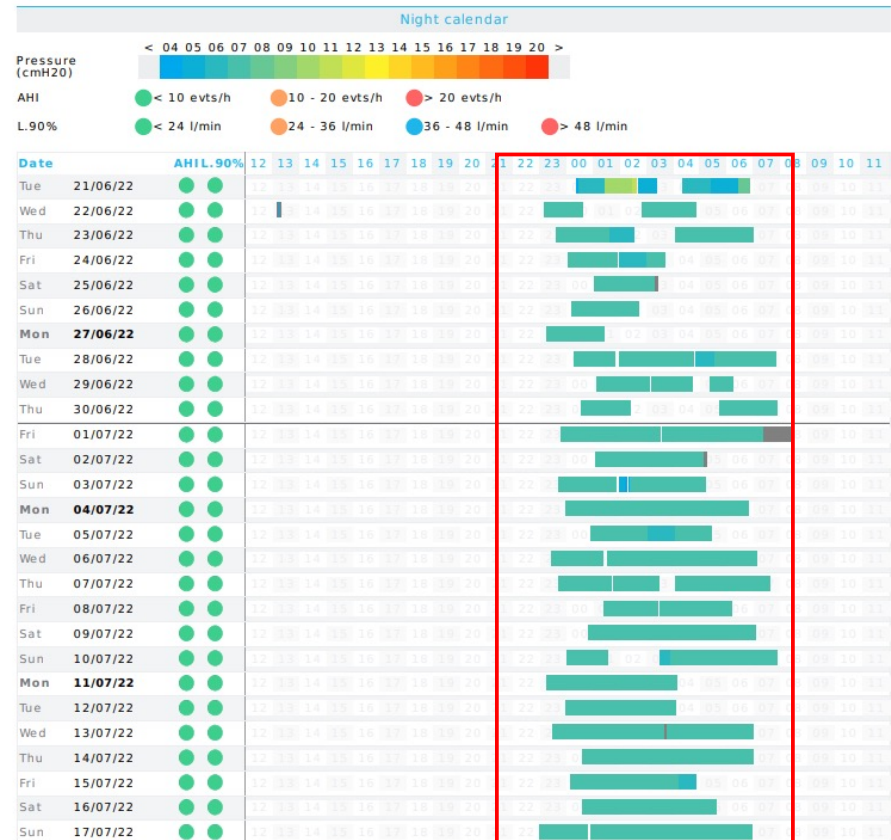 Night calendar
< 04 05 06 07 08 09 10 11 12 13 14 15 16 17 18 19 20 >
Pressure
(cmH20)
AHI < 10 evts/h 10 - 20 evts/h > 20 evts/h
L.90% < 24 l/min 24 - 36 l/min 36 - 48 l/min > 48 l/min
Date AHI L.90% 12 13 14 15 16 17 18 19 20 21 22 23 00 01 02 03 04 05 06 07 08 09 10 11
Tue 21/06/22
Wed 22/06/22
Thu 23/06/22
Fri 24/06/22
Sat 25/06/22
Sun 26/06/22
Mon 27/06/22
Tue 28/06/22
Wed 29/06/22
Thu 30/06/22
Fri 01/07/22
Sat 02/07/22
Sun 03/07/22
Mon 04/07/22
Tue 05/07/22
Wed 06/07/22
Thu 07/07/22
Fri 08/07/22
Sat 09/07/22
Sun 10/07/22
Mon 11/07/22
Tue 12/07/22
Wed 13/07/22
Thu 14/07/22
Fri 15/07/22
Sat 16/07/22
Sun 17/07/22